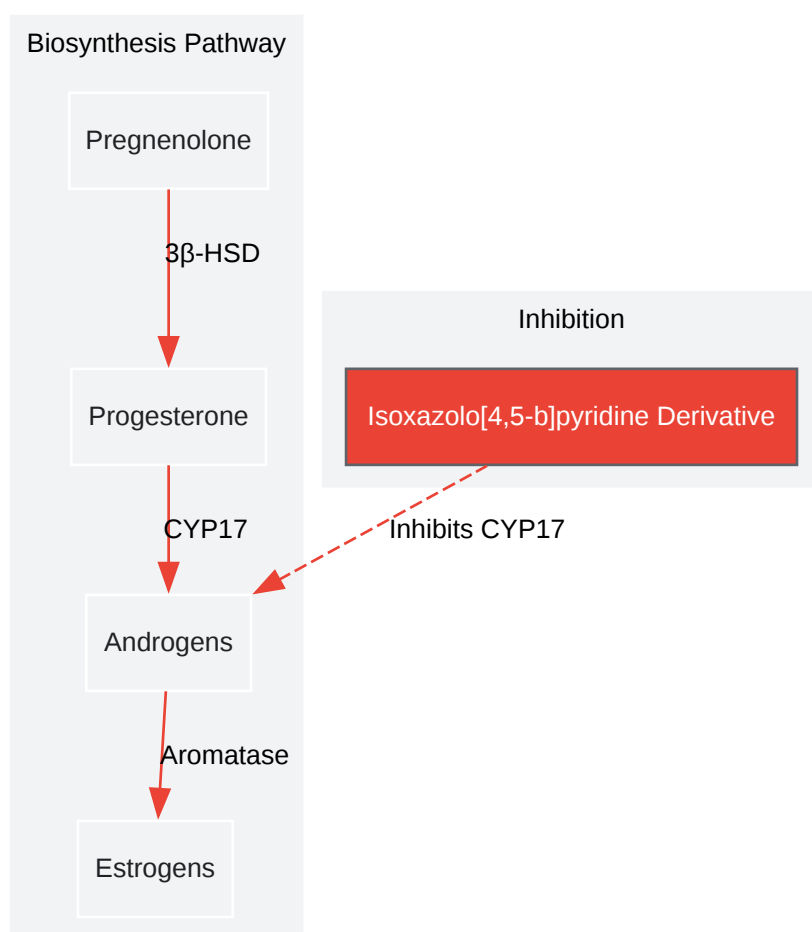 Biosynthesis Pathway
Pregnenolone
3β-HSD
Inhibition
Progesterone
Isoxazolo[4,5-b]pyridine Derivative
CYP17
Inhibits CYP17
Androgens
Aromatase
Estrogens